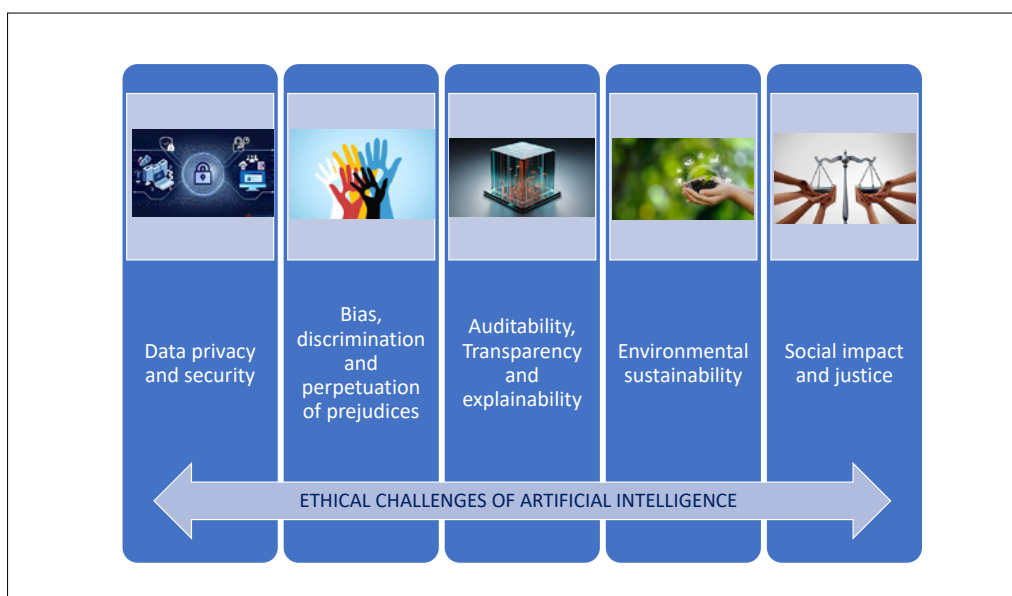 Data privacy
and security
Bias,
discrimination
and
perpetuation
of prejudices
Auditability,
Transparency
and
explainability
Environmental
sustainability
Social impact
and justice
ETHICAL CHALLENGES OF ARTIFICIAL INTELLIGENCE